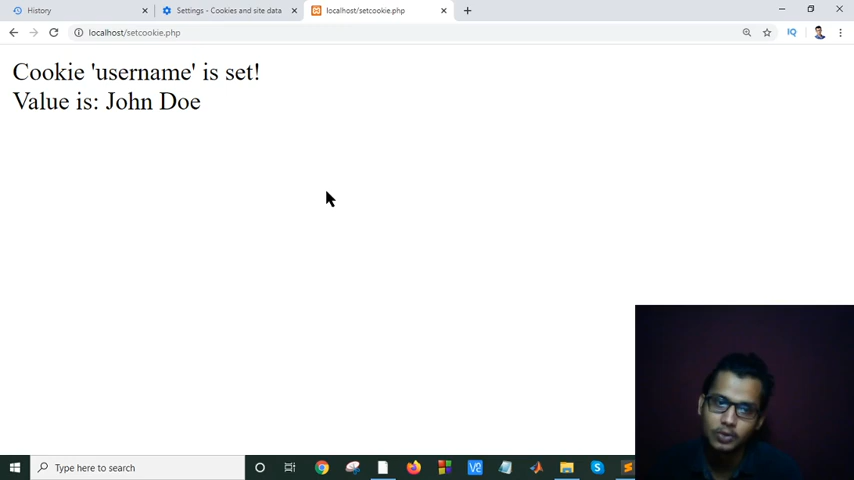 History
Settings - Cookies and site data
localhost/setcookie.php
localhost/setcookie.php
IQ
Cookie 'username' is set!
Value is: John Doe
Type here to search